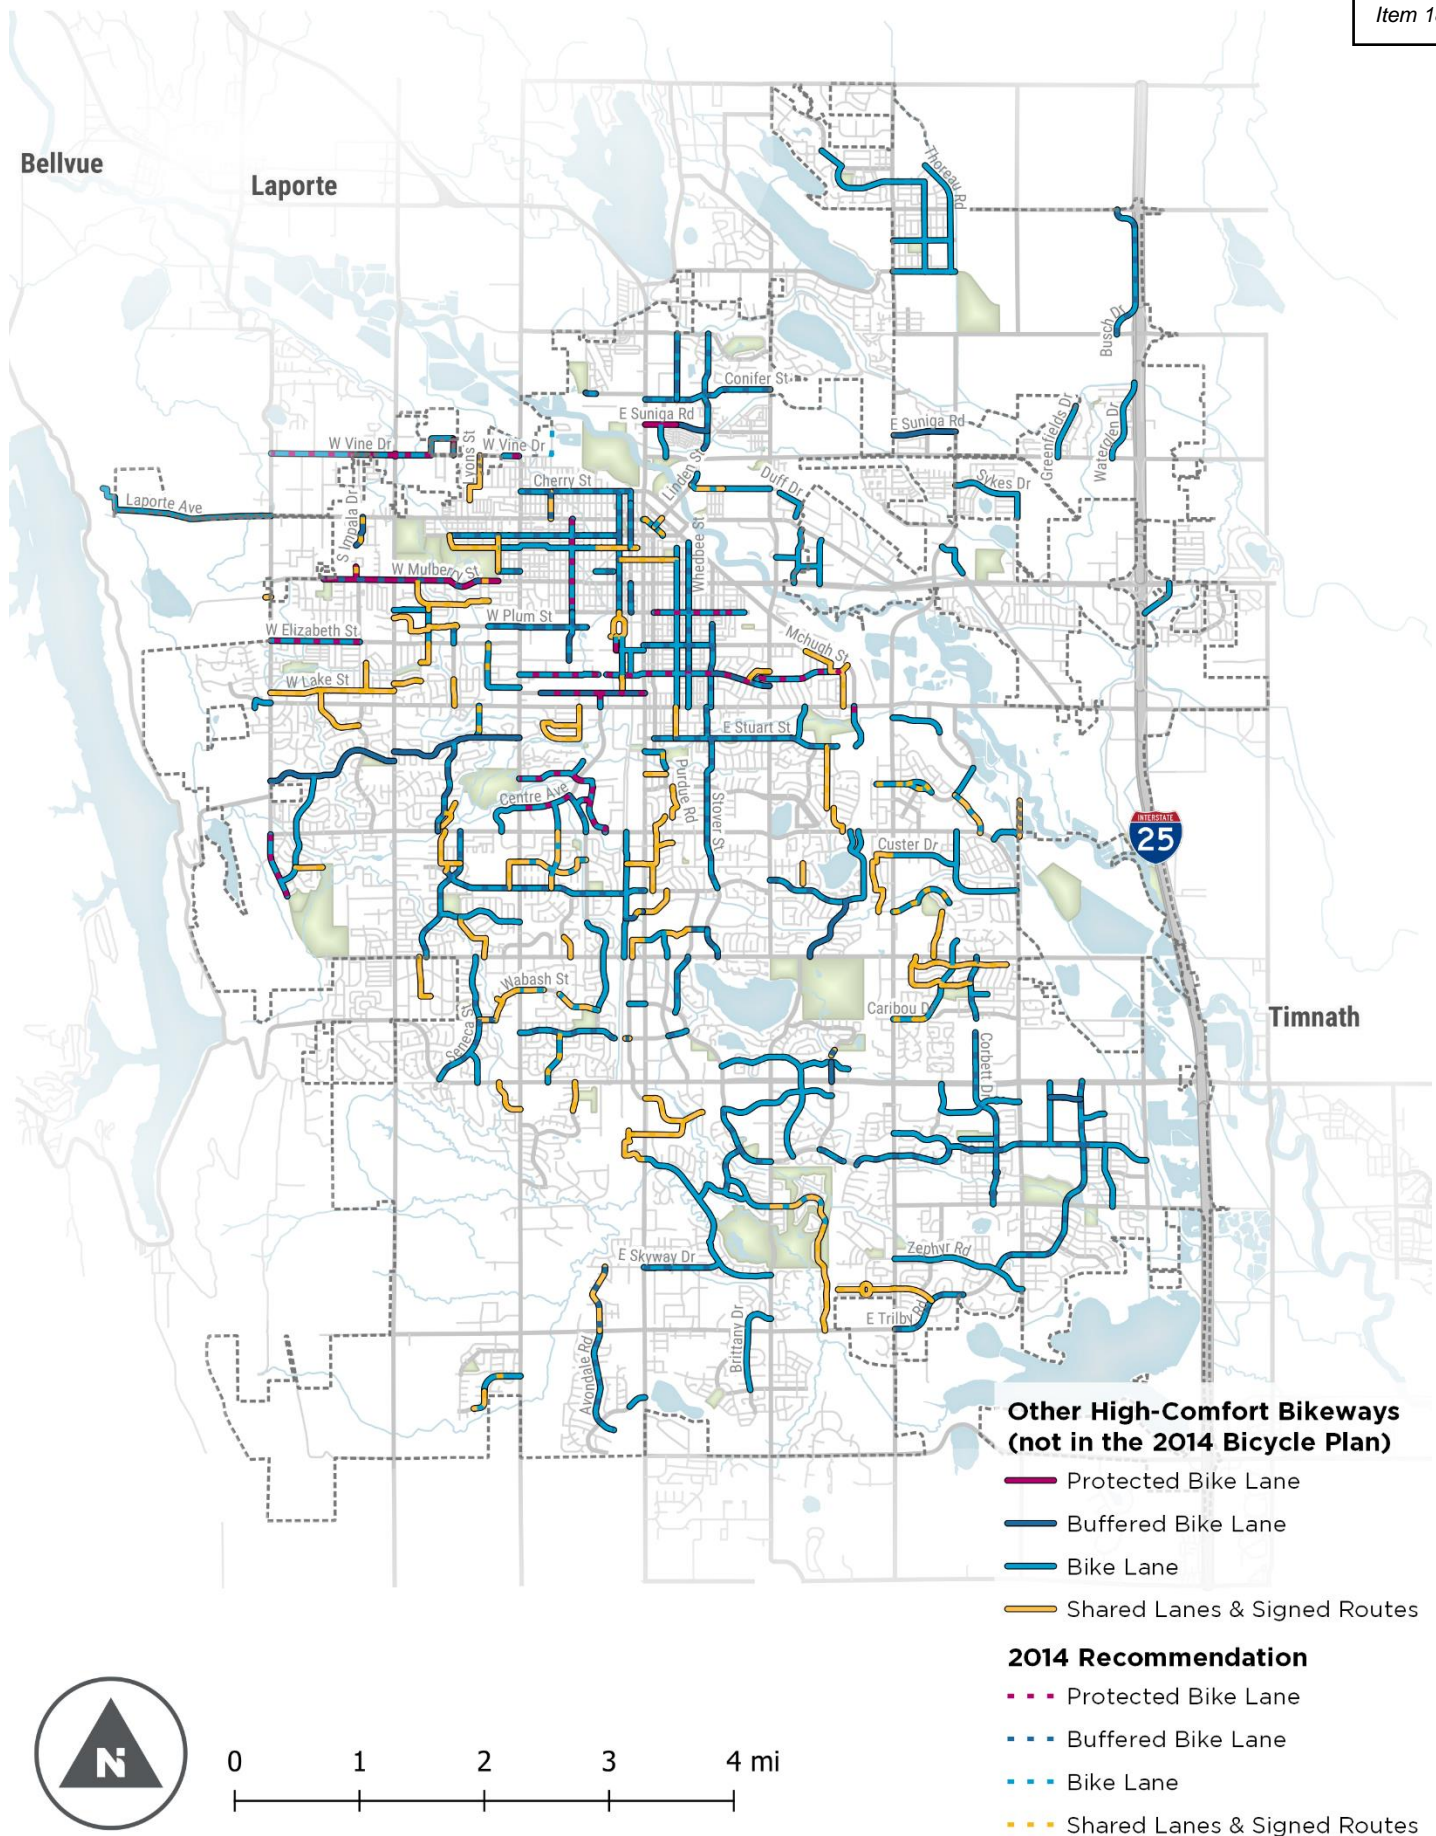 Item 1
Bellvue
Laporte
Thoreau Rd
Busch Dr
Conifer St
E Suniga Rd
E Suniga Rd
W Vine Dr
Lyons St
W Vine Dr
Greenfields Dr
Waterglen Dr
Linden St
Duff Dr
Sykes Dr
Cherry St
Laporte Ave
S Impala Dr
Whedbee St
W Mulberry St
W Plum St
W Elizabeth St
Mchugh St
W Lake St
E Stuart St
Purdue Rd
Centre Ave
Stover St
INTERSTATE
25
Custer Dr
Wabash St
Caribou D
Timnath
Seneca St
Corbett Dr
E Skyway Dr
Zephyr Rd
E Trilby Rd
Brittany Dr
Avondale Rd
Other High-Comfort Bikeways
(not in the 2014 Bicycle Plan)
Protected Bike Lane
Buffered Bike Lane
Bike Lane
Shared Lanes & Signed Routes
2014 Recommendation
Protected Bike Lane
Buffered Bike Lane
Bike Lane
Shared Lanes & Signed Routes
N
0 1 2 3 4 mi